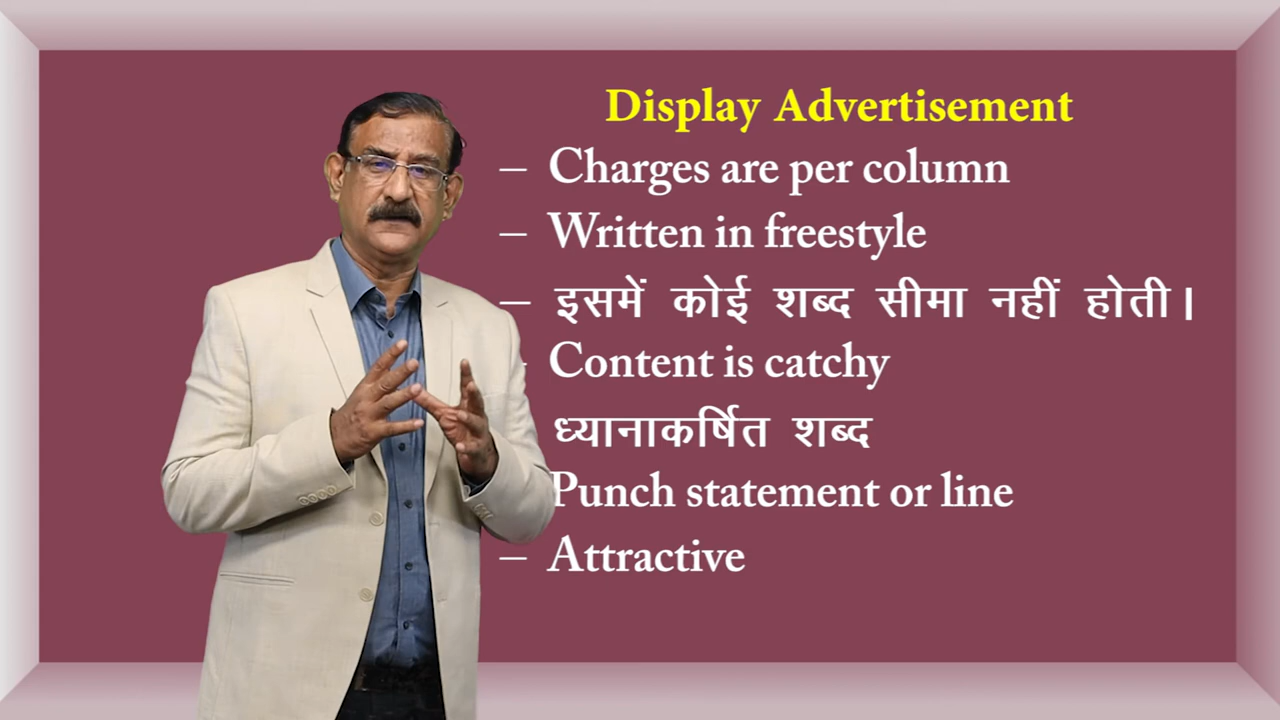 Display Advertisement
– Charges are per column
– Written in freestyle
– इसमें कोई शब्द सीमा नहीं होती।
Content is catchy
ध्यानाकर्षित शब्द
Punch statement or line
– Attractive